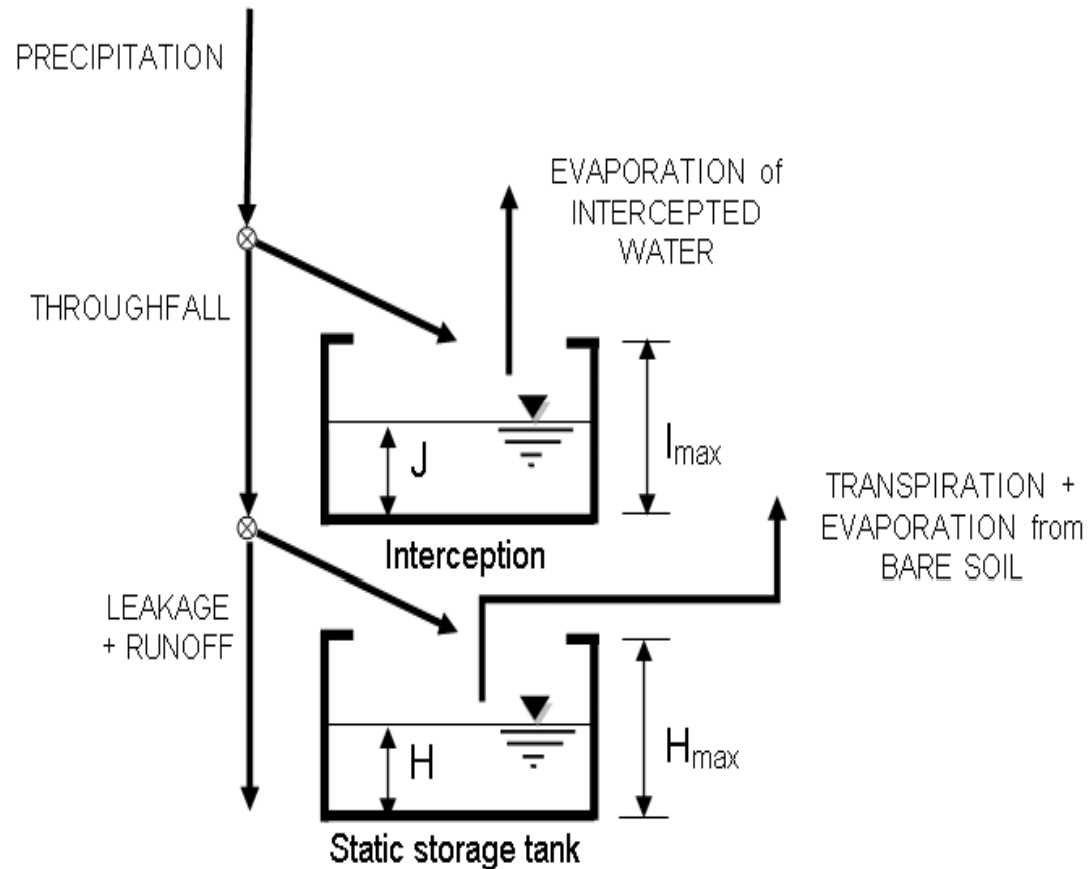 PRECIPITATION
EVAPORATION of
INTERCEPTED
WATER
THROUGHFALL
J
Imax
Interception
TRANSPIRATION +
EVAPORATION from
BARE SOIL
LEAKAGE
+ RUNOFF
H
Hmax
Static storage tank